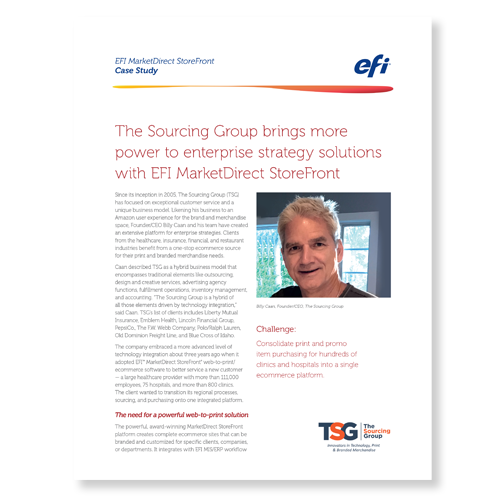 EFI MarketDirect StoreFront
Case Study
efi
The Sourcing Group brings more
power to enterprise strategy solutions
with EFI MarketDirect StoreFront
Since its inception in 2005, The Sourcing Group (TSG)
has focused on exceptional customer service and a
unique business model. Likening his business to an
Amazon user experience for the brand and merchandise
space, Founder/CEO Billy Caan and his team have created
an extensive platform for enterprise strategies. Clients
from the healthcare, insurance, financial, and restaurant
industries benefit from a one-stop ecommerce source
for their print and branded merchandise needs.
Caan described TSG as a hybrid business model that
encompasses traditional elements like outsourcing,
design and creative services, advertising agency
functions, fulfillment operations, inventory management,
and accounting. "The Sourcing Group is a hybrid of
all those elements driven by technology integration,"
said Caan. TSG's list of clients includes Liberty Mutual
Insurance, Emblem Health, Lincoln Financial Group,
PepsiCo., The F.W. Webb Company, Polo/Ralph Lauren,
Old Dominion Freight Line, and Blue Cross of Idaho.
The company embraced a more advanced level of
technology integration about three years ago when it
adopted EFI™ MarketDirect StoreFront® web-to-print/
ecommerce software to better service a new customer
— a large healthcare provider with more than 111,000
employees, 75 hospitals, and more than 800 clinics.
The client wanted to transition its regional processes,
sourcing, and purchasing onto one integrated platform.
The need for a powerful web-to-print solution
The powerful, award-winning MarketDirect StoreFront
platform creates complete ecommerce sites that can be
branded and customized for specific clients, companies,
or departments. It integrates with EFI MIS/ERP workflow
Billy Caan, Founder/CEO, The Sourcing Group
Challenge:
Consolidate print and promo
item purchasing for hundreds of
clinics and hospitals into a single
ecommerce platform.
TSG The
Sourcing
Group
Innovators in Technology, Print
& Branded Merchandise